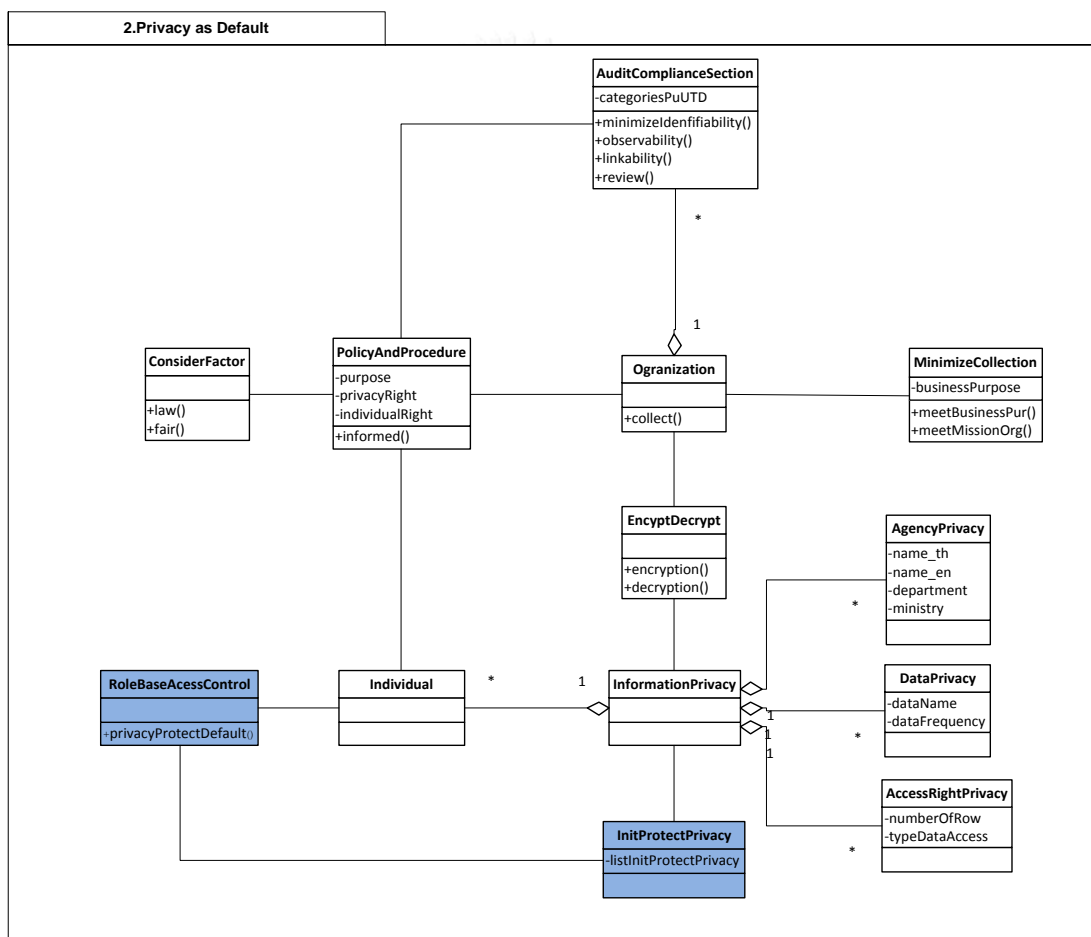 2.Privacy as Default
AuditComplianceSection
-categoriesPuUTD
+minimizeIdenfifiability()
+observability()
+linkability()
+review()
*
1
ConsiderFactor
+law()
+fair()
PolicyAndProcedure
-purpose
-privacyRight
-individualRight
+informed()
Ogranization
+collect()
MinimizeCollection
-businessPurpose
+meetBusinessPur()
+meetMissionOrg()
EncyptDecrypt
+encryption()
+decryption()
AgencyPrivacy
-name_th
-name_en
-department
-ministry
*
RoleBaseAcessControl
+privacyProtectDefault()
Individual
*
1
InformationPrivacy
1
1
1
DataPrivacy
-dataName
-dataFrequency
*
AccessRightPrivacy
-numberOfRow
-typeDataAccess
*
InitProtectPrivacy
-listInitProtectPrivacy